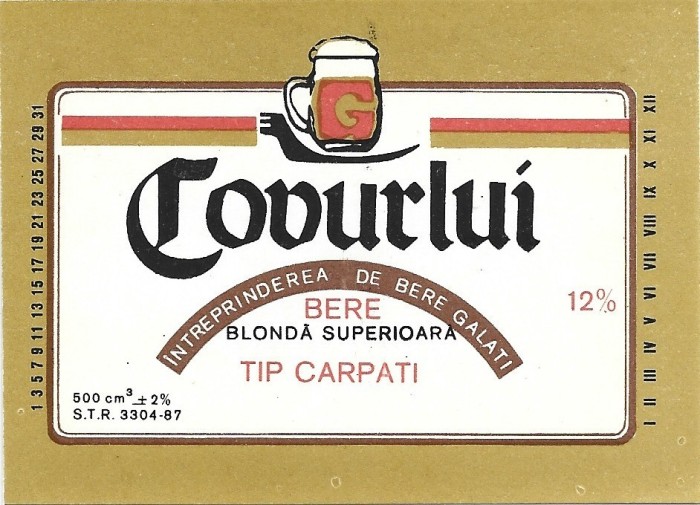 G
Covurlui
ÎNTREPRINDEREA DE BERE GALATI
BERE
BLONDĂ SUPERIOARĂ
TIP CARPATI
12%
500 cm³ ± 2%
S.T.R. 3304-87
1 3 5 7 9 11 13 15 17 19 21 23 25 27 29 31
I II III IV V VI VII VIII XI X XI XII